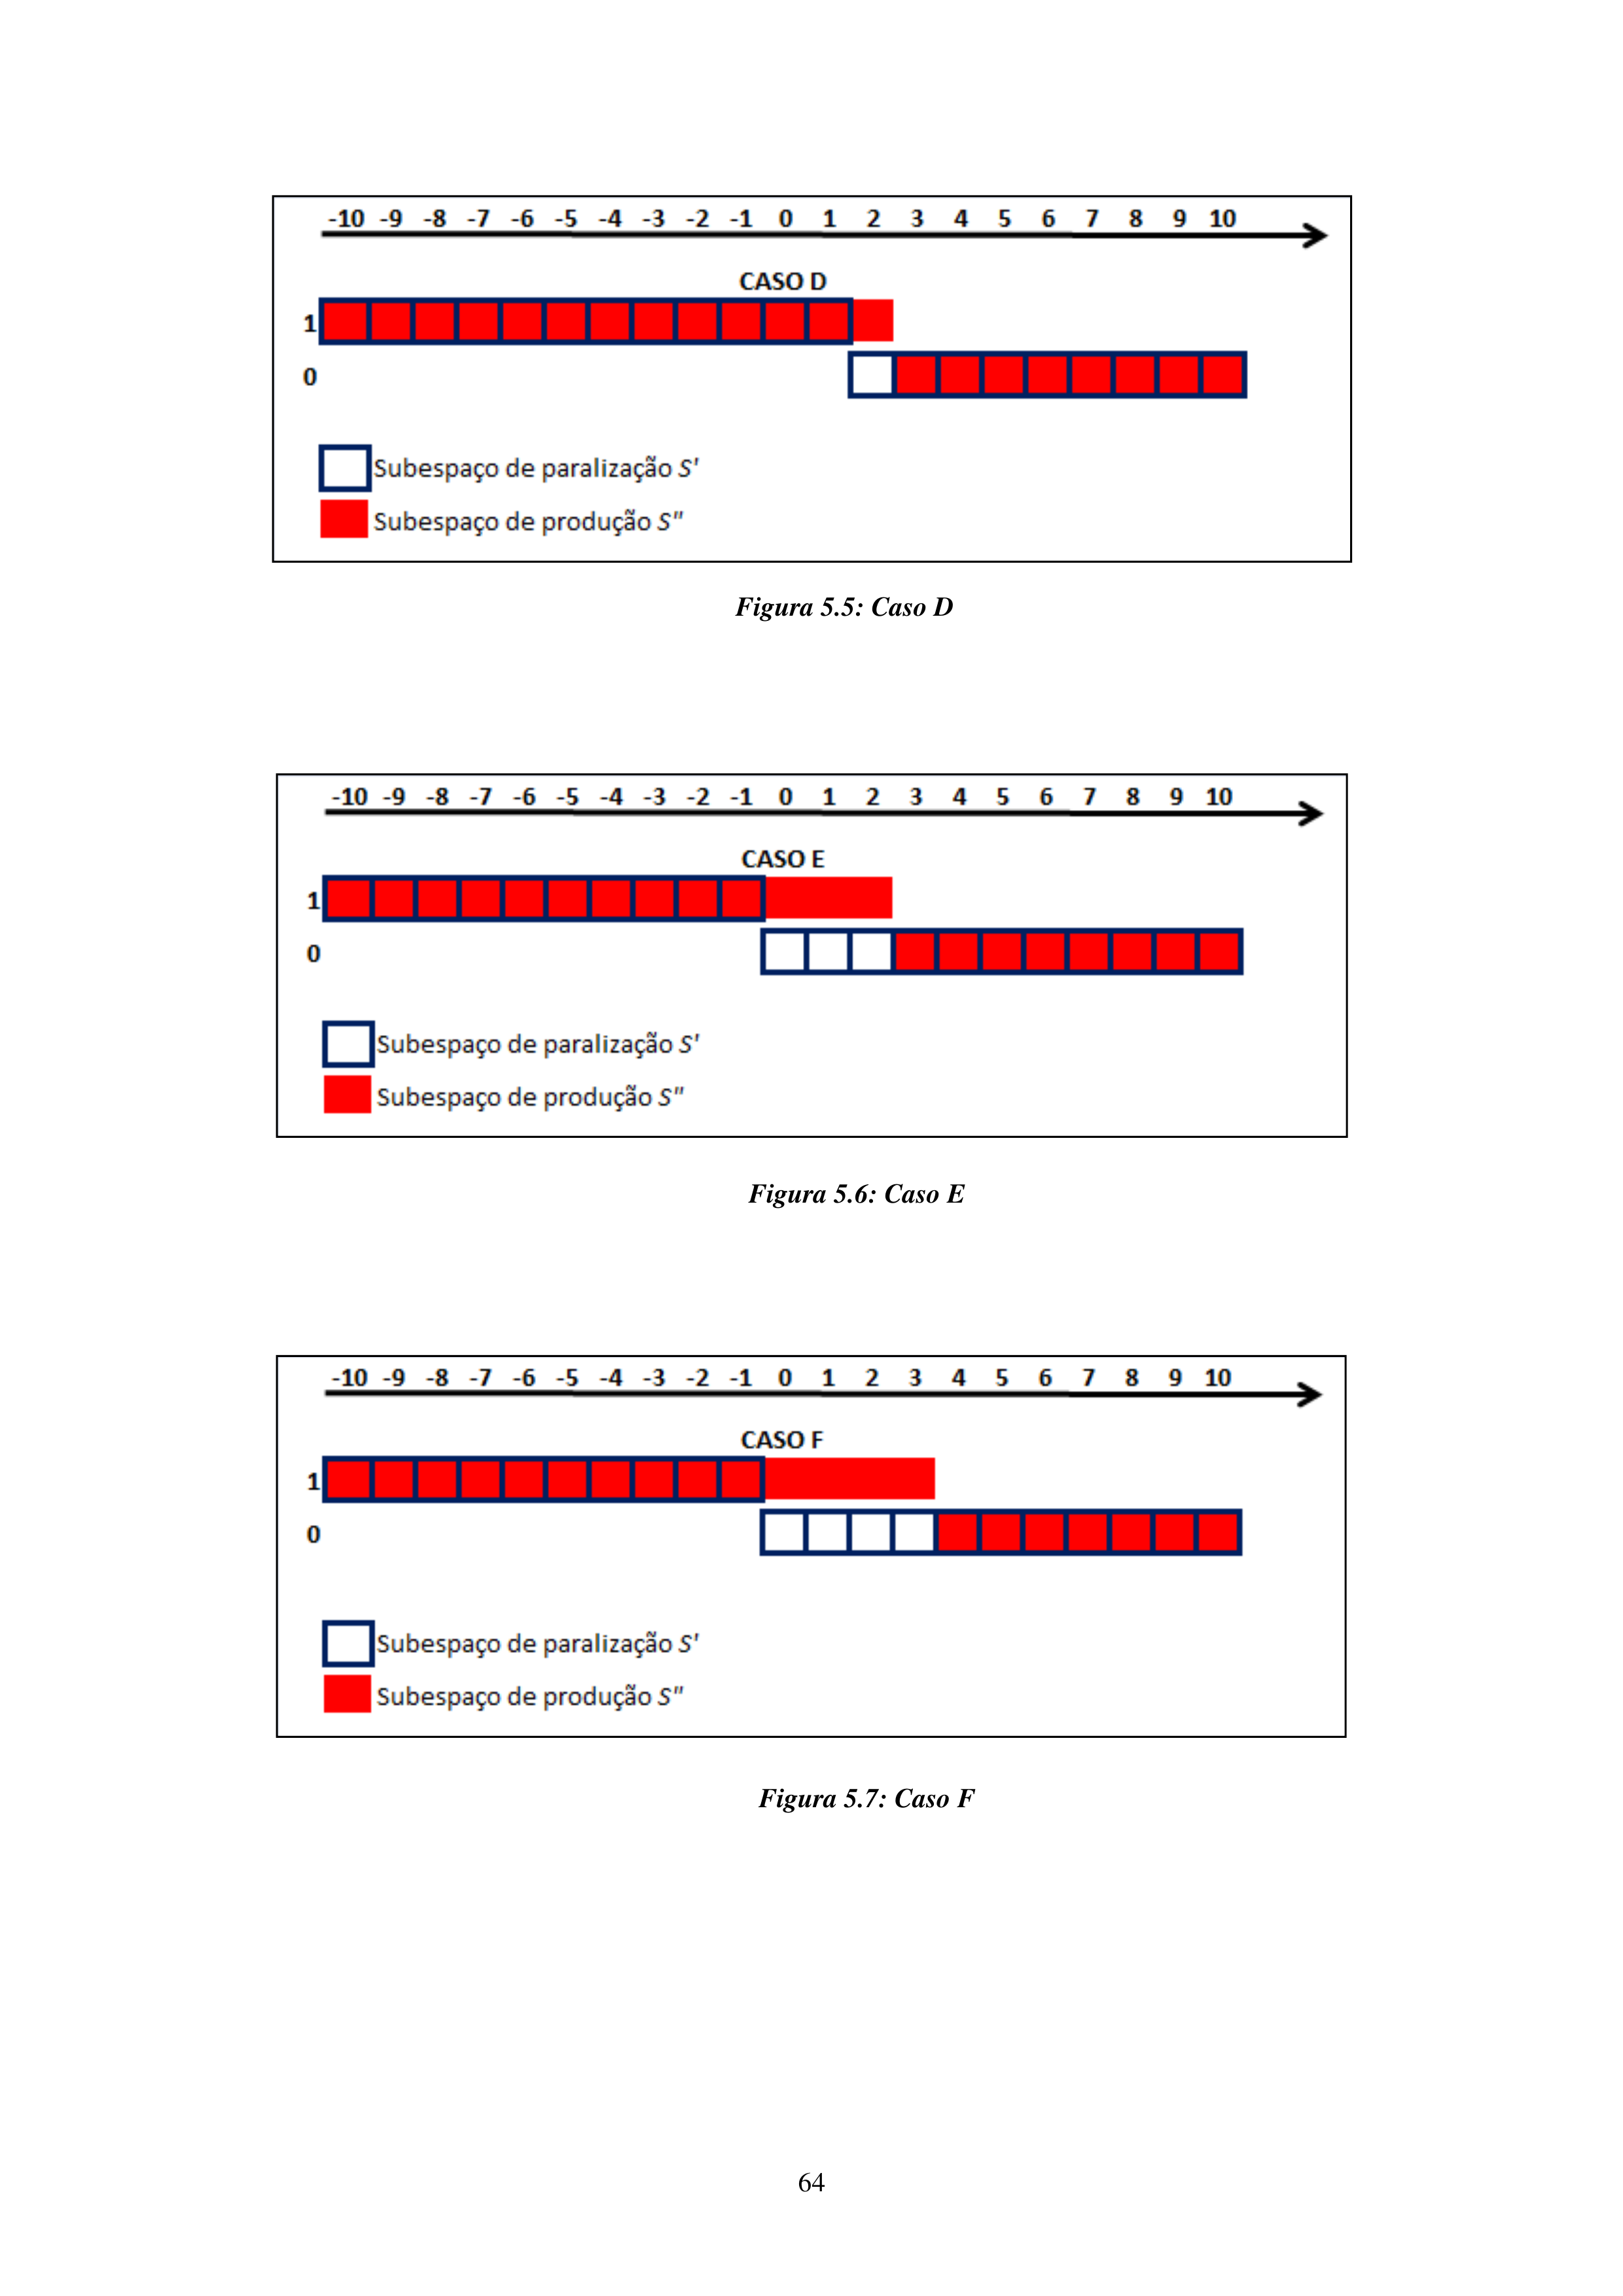 -10 -9 -8 -7 -6 -5 -4 -3 -2 -1 0 1 2 3 4 5 6 7 8 9 10
CASO D
1
0
Subespaço de paralização S'
Subespaço de produção S"
Figura 5.5: Caso D
-10 -9 -8 -7 -6 -5 -4 -3 -2 -1 0 1 2 3 4 5 6 7 8 9 10
CASO E
1
0
Subespaço de paralização S'
Subespaço de produção S"
Figura 5.6: Caso E
-10 -9 -8 -7 -6 -5 -4 -3 -2 -1 0 1 2 3 4 5 6 7 8 9 10
CASO F
1
0
Subespaço de paralização S'
Subespaço de produção S"
Figura 5.7: Caso F
64